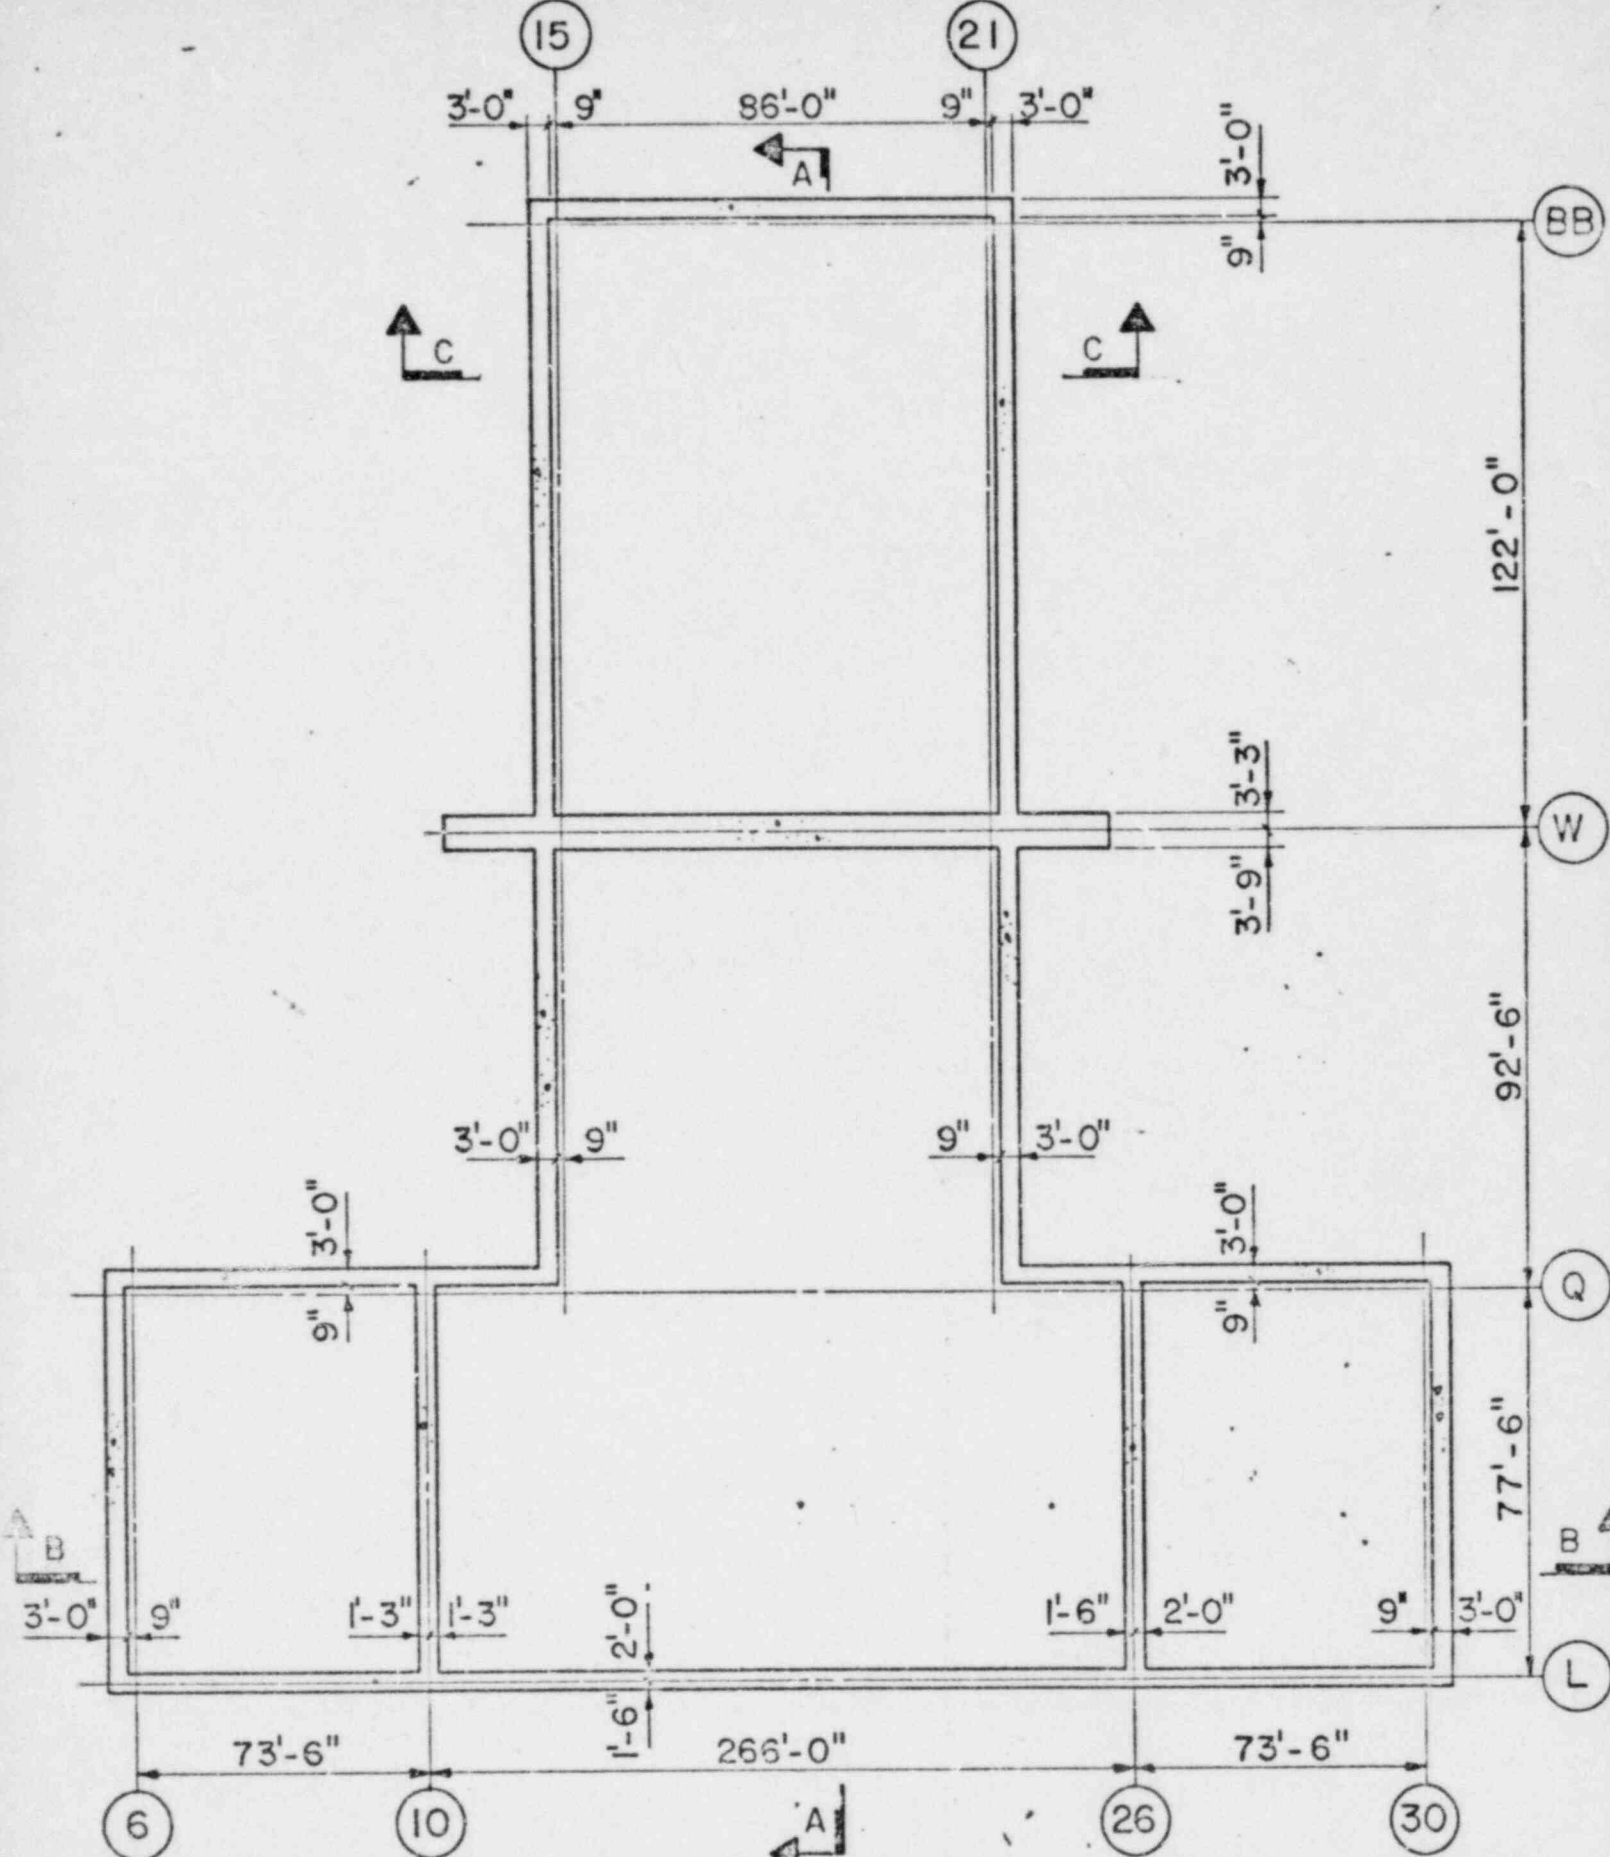 15 21
3'-0" 9" 86'-0" 9" 3'-0"
A
3'-0"
9"
BB
C C
122'-0"
3'-3"
W
3'-9"
92'-6"
3'-0" 9" 9" 3'-0"
3'-0" 3'-0"
9" 9"
Q
77'-6"
B B
3'-0" 9" 1'-3" 1'-3" 2'-0" 1'-6" 2'-0" 9" 3'-0"
L
1'-6"
73'-6" 266'-0" 73'-6"
6 10 A 26 30